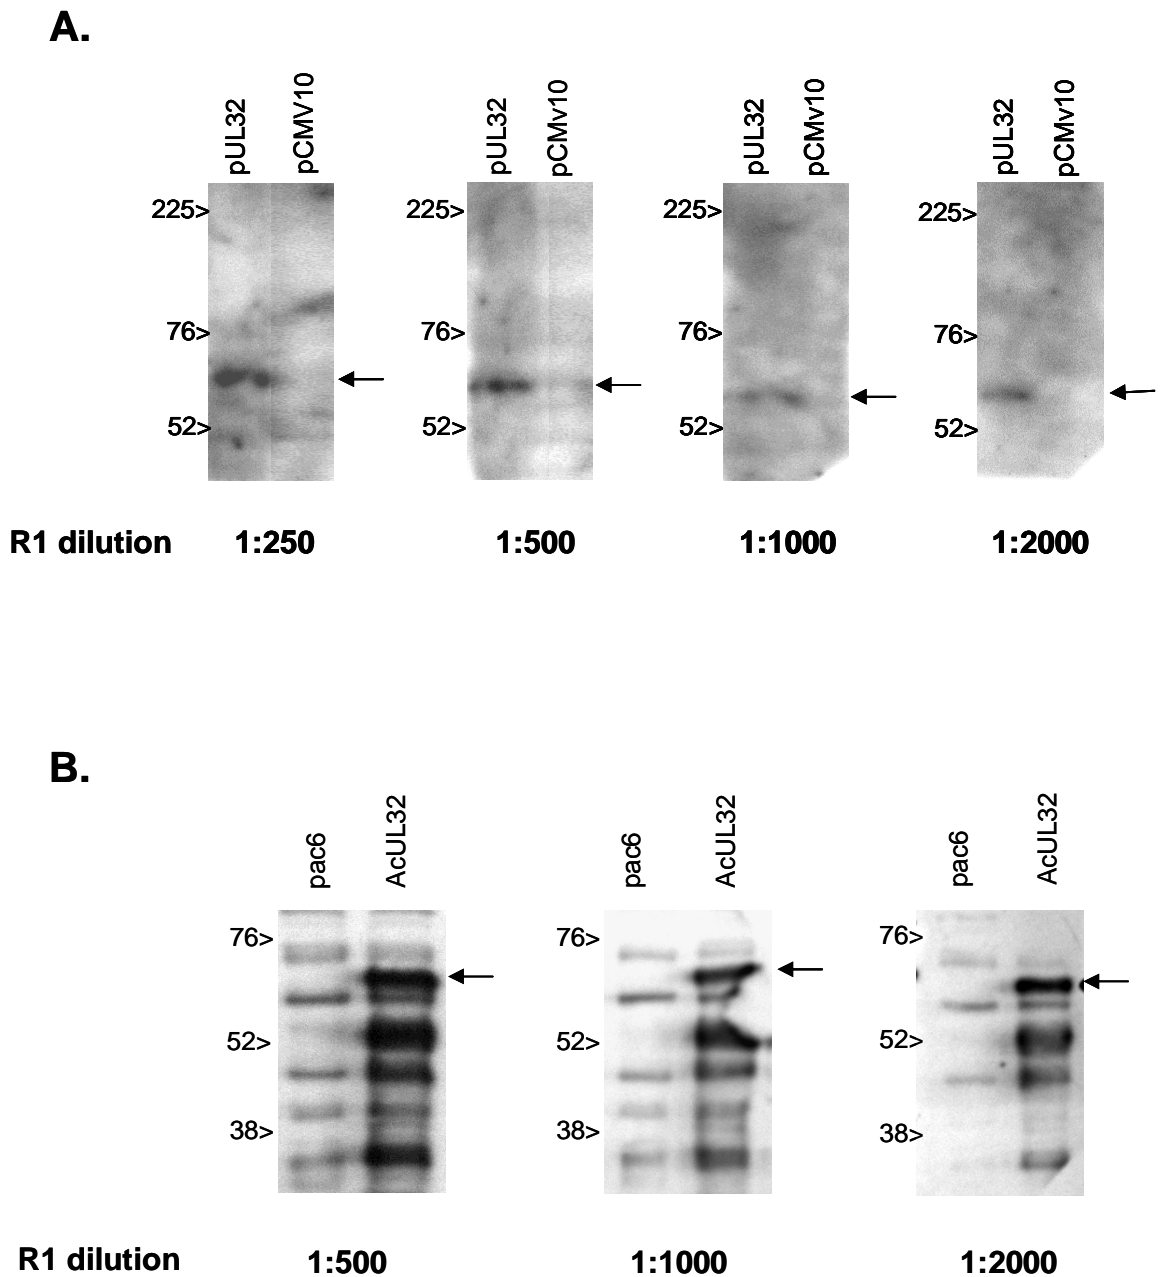 A.
pUL32 pCMV10 pUL32 pCMv10 pUL32 pCMv10 pUL32 pCMv10
225> 225> 225> 225>
76> 76> 76> 76>
52> 52> 52> 52>
R1 dilution 1:250 1:500 1:1000 1:2000
B.
pac6 AcUL32 pac6 AcUL32 pac6 AcUL32
76> 76> 76>
52> 52> 52>
38> 38> 38>
R1 dilution 1:500 1:1000 1:2000